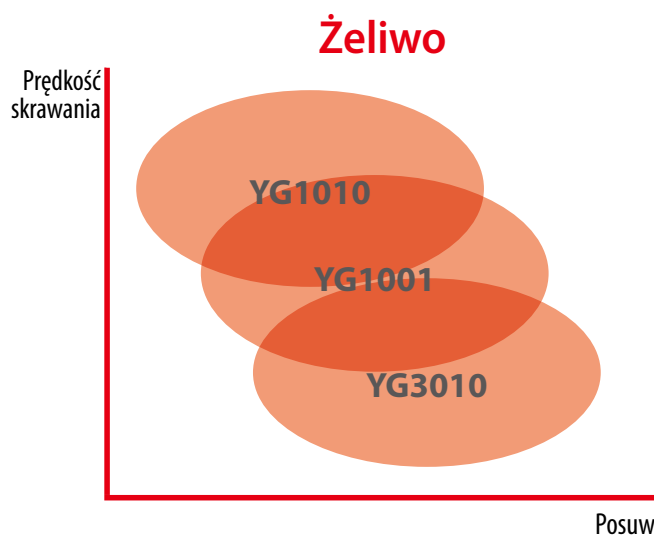 Żeliwo
Prędkość
skrawania
YG1010
YG1001
YG3010
Posuw